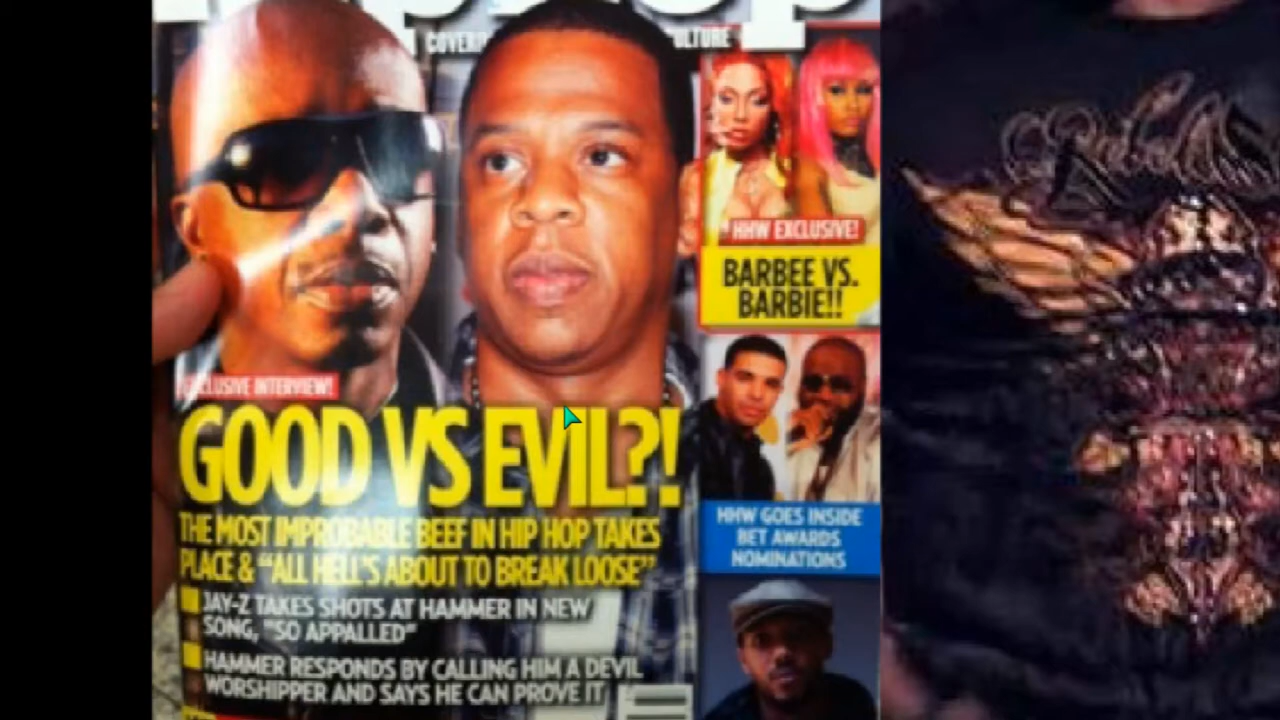 COVER
CULTURE
HHW EXCLUSIVE!
BARBEE VS.
BARBIE!!
EXCLUSIVE INTERVIEW!
GOOD VS EVIL?!
THE MOST IMPROBABLE BEEF IN HIP HOP TAKES
PLACE & “ALL HELL'S ABOUT TO BREAK LOOSE”
JAY-Z TAKES SHOTS AT HAMMER IN NEW
SONG, "SO APPALLED"
HAMMER RESPONDS BY CALLING HIM A DEVIL
WORSHIPPER AND SAYS HE CAN PROVE IT
HHW GOES INSIDE
BET AWARDS
NOMINATIONS